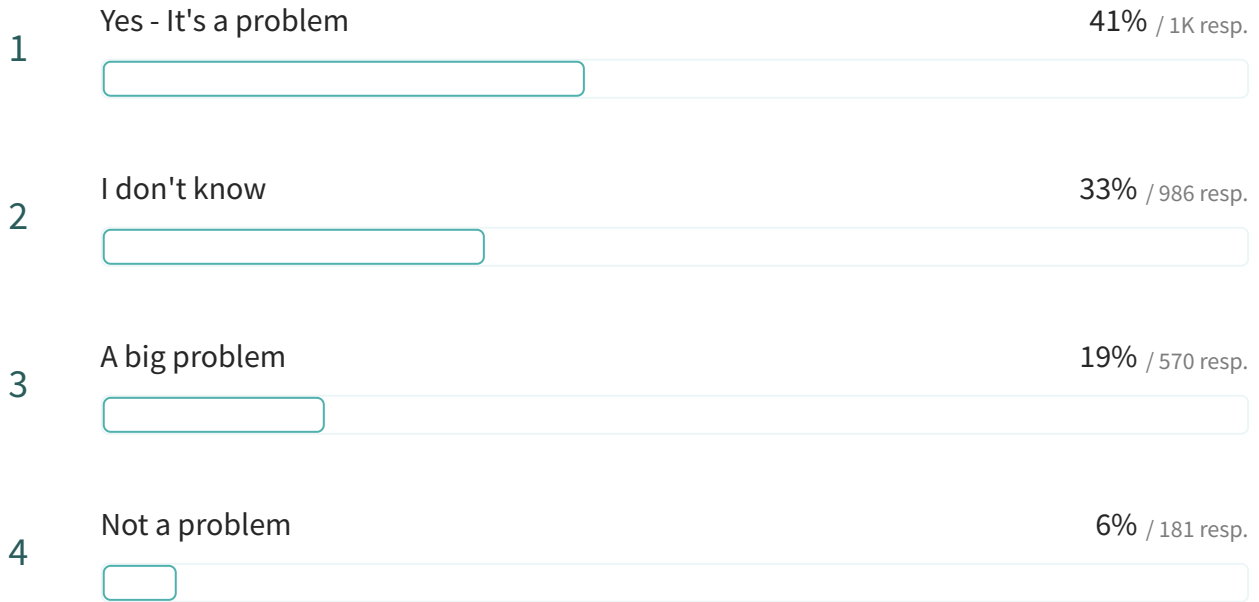 1 Yes - It's a problem 41% / 1K resp.
2 I don't know 33% / 986 resp.
3 A big problem 19% / 570 resp.
4 Not a problem 6% / 181 resp.